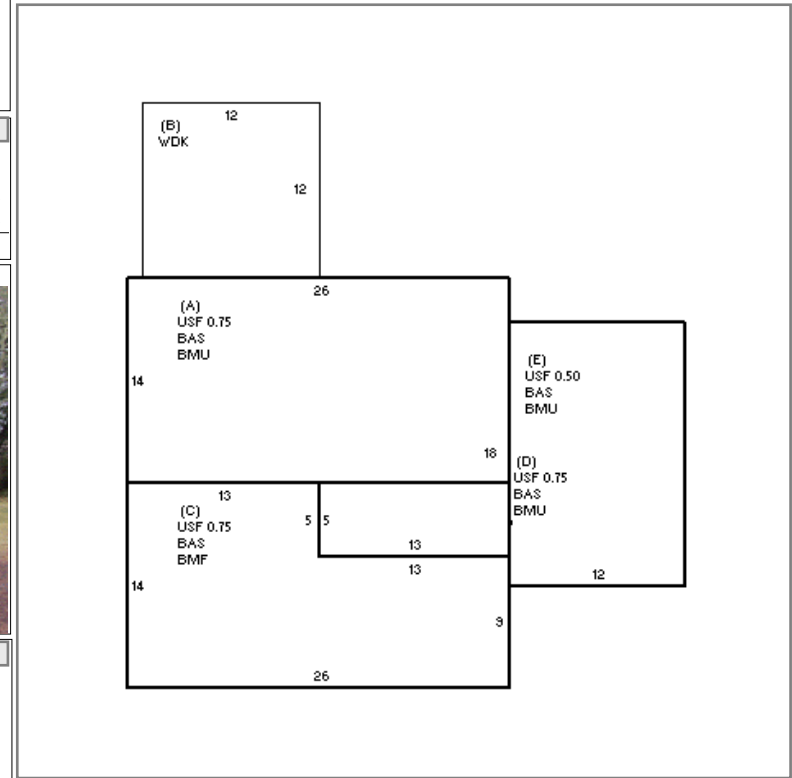 12
(B)
WDK
12
26
(A)
USF 0.75
BAS
BMU
14
(E)
USF 0.50
BAS
BMU
18
(D)
USF 0.75
BAS
BMU
13
(C)
USF 0.75
BAS
BMF
5 5
13
13
12
14
9
26